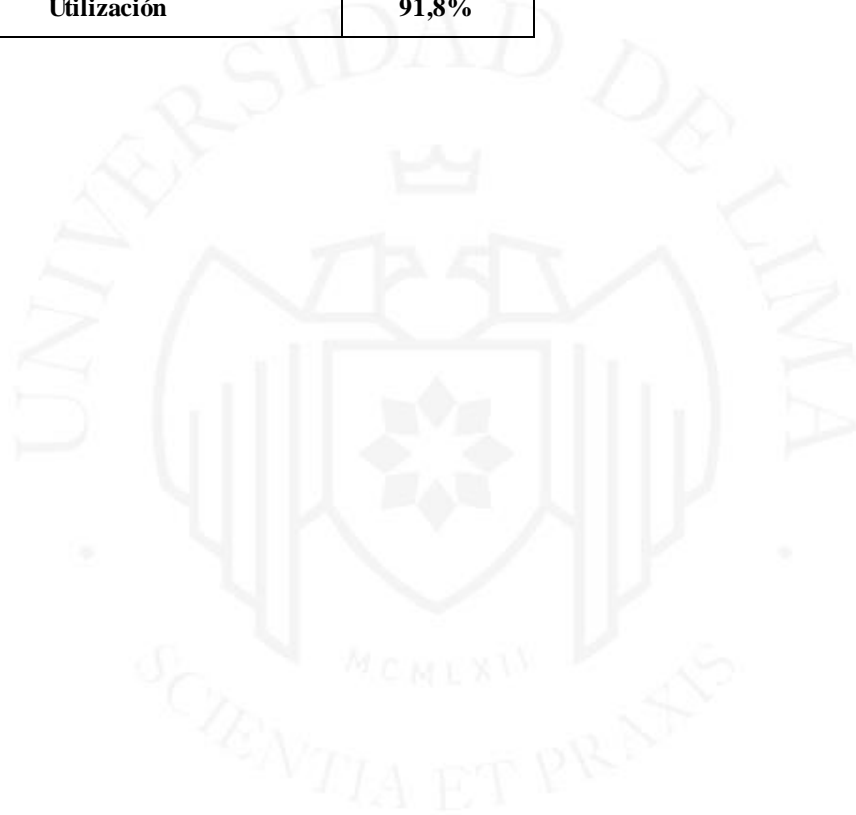 Utilización 91,8%
UNIVERSIDAD DE LIMA
MCMLXII
SCIENTIA ET PRAXIS